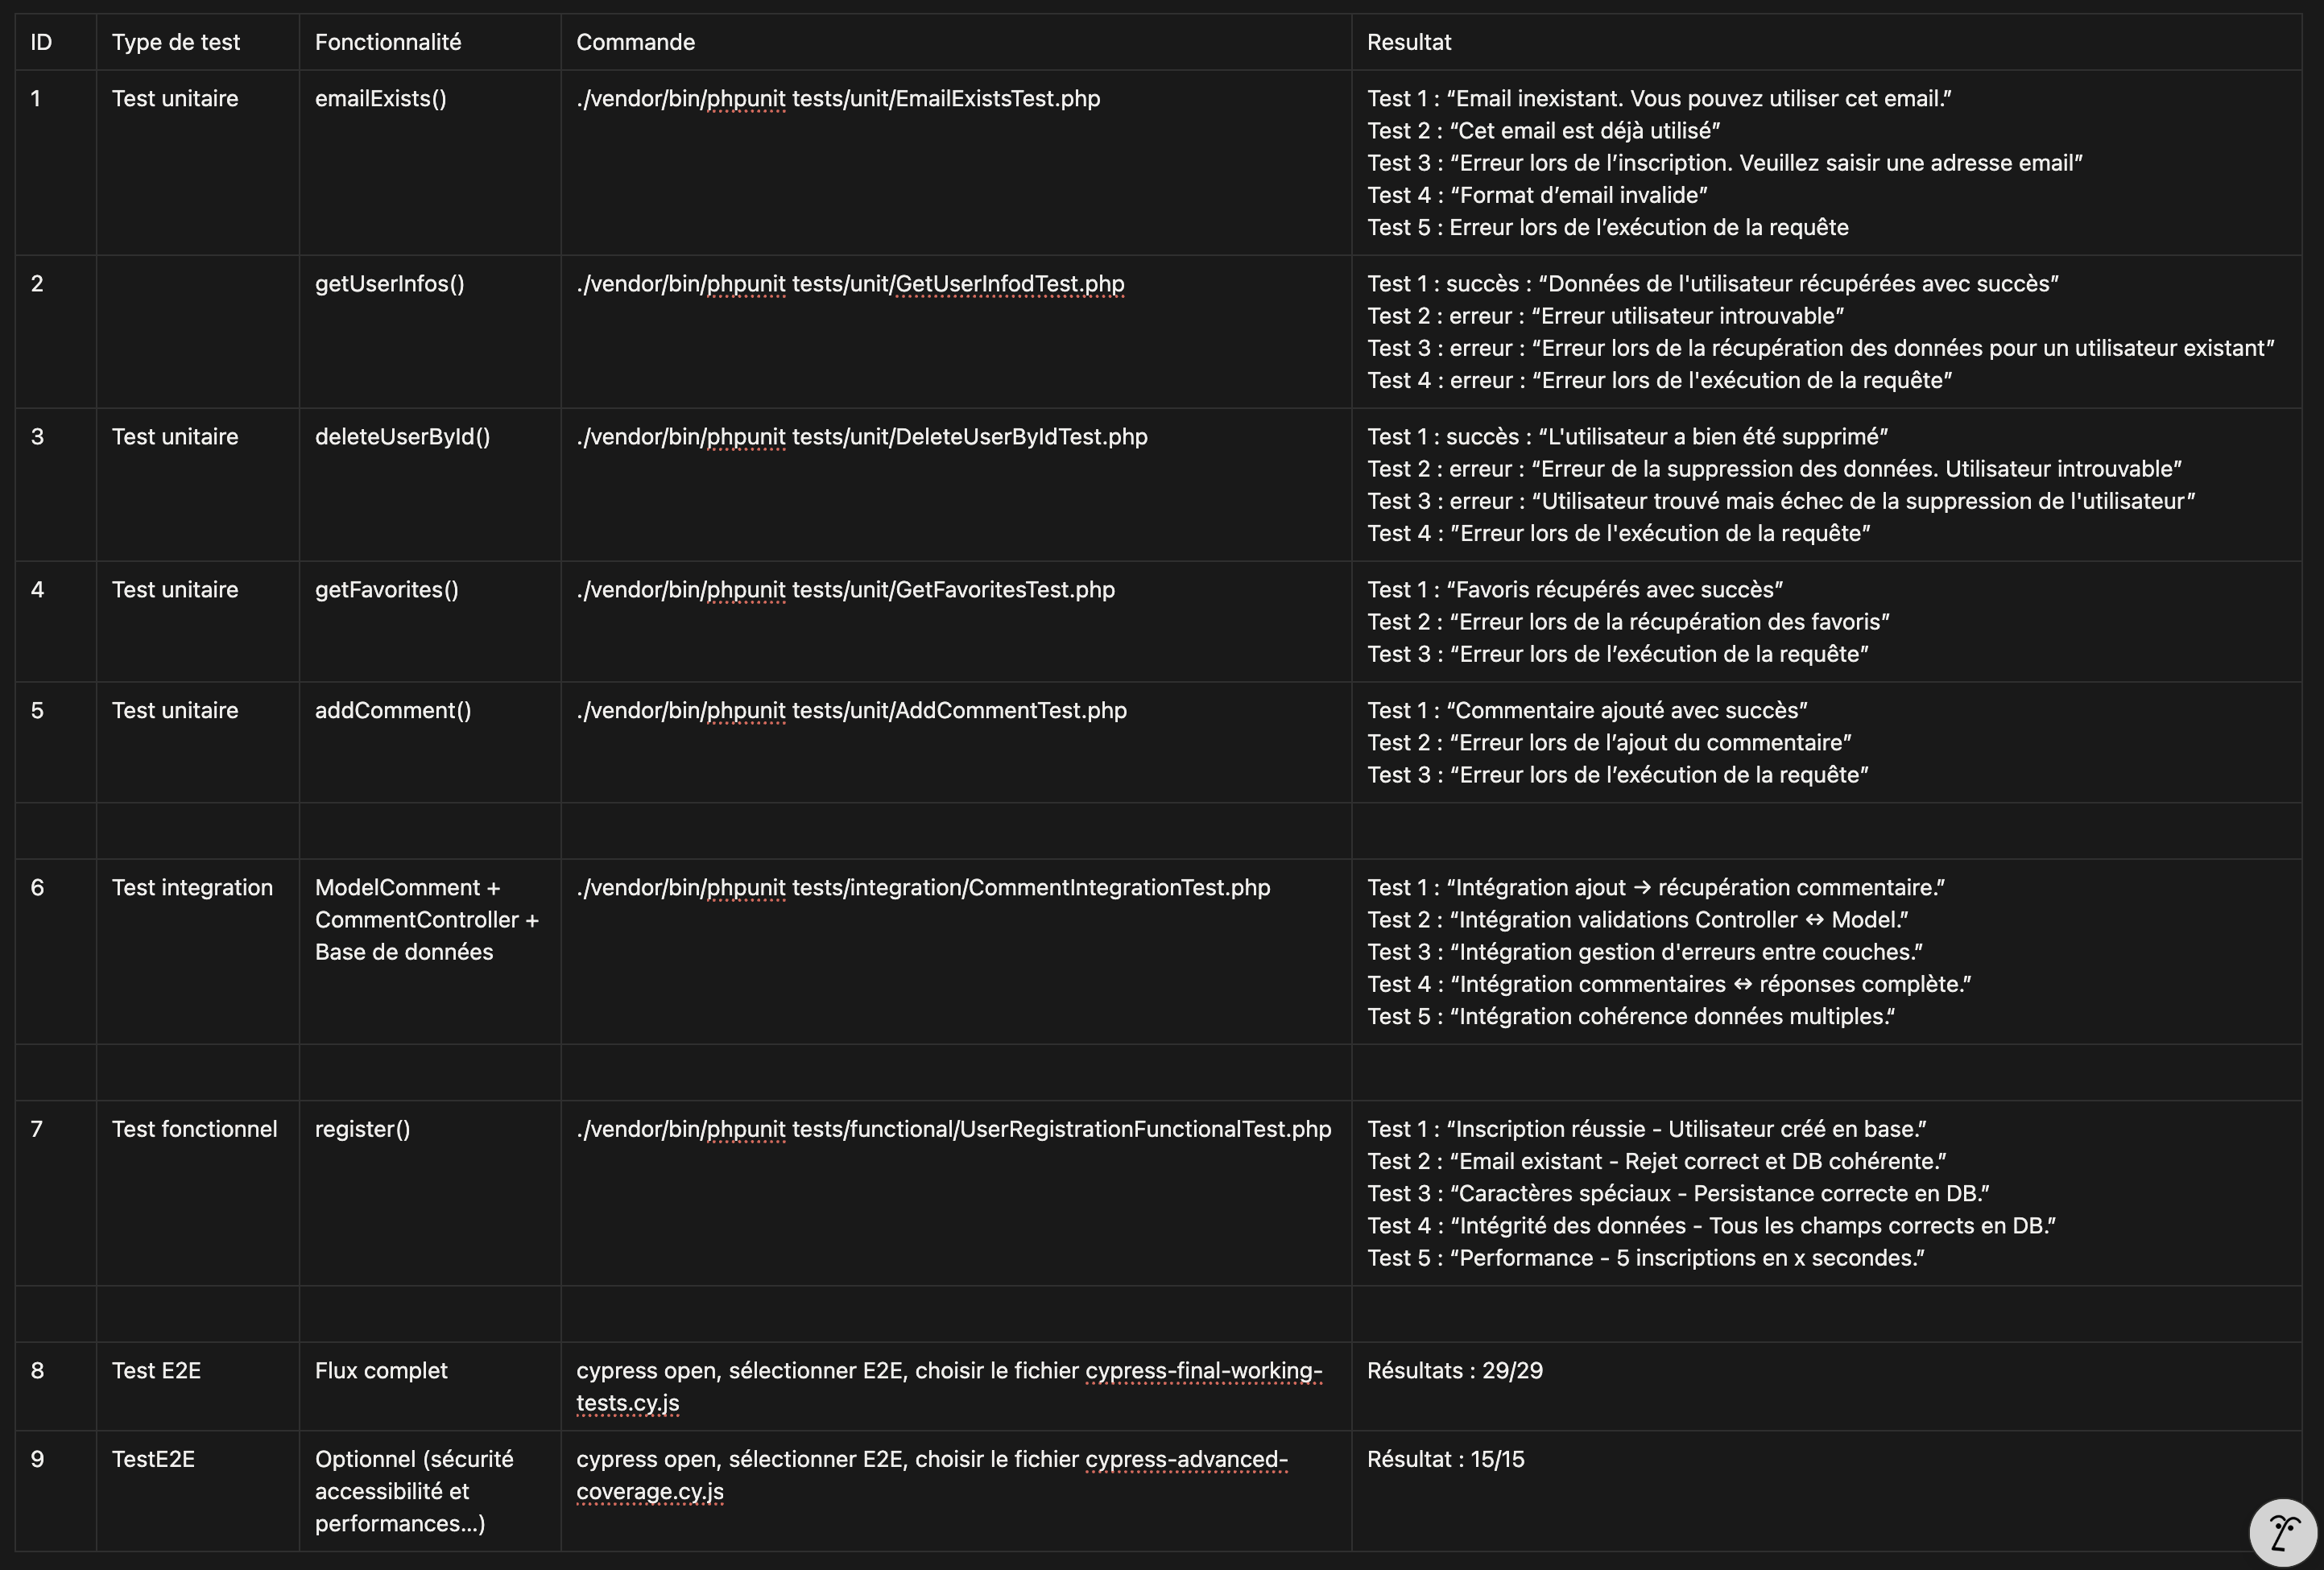 ID Type de test Fonctionnalité Commande Resultat
1 Test unitaire emailExists() ./vendor/bin/phpunit tests/unit/EmailExistsTest.php Test 1 : “Email inexistant. Vous pouvez utiliser cet email.”
Test 2 : “Cet email est déjà utilisé”
Test 3 : “Erreur lors de l’inscription. Veuillez saisir une adresse email”
Test 4 : “Format d’email invalide”
Test 5 : Erreur lors de l’exécution de la requête
2 getUserInfos() ./vendor/bin/phpunit tests/unit/GetUserInfodTest.php Test 1 : succès : “Données de l'utilisateur récupérées avec succès”
Test 2 : erreur : “Erreur utilisateur introuvable”
Test 3 : erreur : “Erreur lors de la récupération des données pour un utilisateur existant”
Test 4 : erreur : “Erreur lors de l'exécution de la requête”
3 Test unitaire deleteUserById() ./vendor/bin/phpunit tests/unit/DeleteUserByIdTest.php Test 1 : succès : “L'utilisateur a bien été supprimé”
Test 2 : erreur : “Erreur de la suppression des données. Utilisateur introuvable”
Test 3 : erreur : “Utilisateur trouvé mais échec de la suppression de l'utilisateur”
Test 4 : ”Erreur lors de l'exécution de la requête”
4 Test unitaire getFavorites() ./vendor/bin/phpunit tests/unit/GetFavoritesTest.php Test 1 : “Favoris récupérés avec succès”
Test 2 : “Erreur lors de la récupération des favoris”
Test 3 : “Erreur lors de l’exécution de la requête”
5 Test unitaire addComment() ./vendor/bin/phpunit tests/unit/AddCommentTest.php Test 1 : “Commentaire ajouté avec succès”
Test 2 : “Erreur lors de l’ajout du commentaire”
Test 3 : “Erreur lors de l’exécution de la requête”
6 Test integration ModelComment + ./vendor/bin/phpunit tests/integration/CommentIntegrationTest.php Test 1 : “Intégration ajout → récupération commentaire.”
CommentController + Test 2 : “Intégration validations Controller ↔ Model.”
Base de données Test 3 : “Intégration gestion d'erreurs entre couches.”
Test 4 : “Intégration commentaires ↔ réponses complète.”
Test 5 : “Intégration cohérence données multiples.“
7 Test fonctionnel register() ./vendor/bin/phpunit tests/functional/UserRegistrationFunctionalTest.php Test 1 : “Inscription réussie - Utilisateur créé en base.”
Test 2 : “Email existant - Rejet correct et DB cohérente.”
Test 3 : “Caractères spéciaux - Persistance correcte en DB.”
Test 4 : “Intégrité des données - Tous les champs corrects en DB.”
Test 5 : “Performance - 5 inscriptions en x secondes.”
8 Test E2E Flux complet cypress open, sélectionner E2E, choisir le fichier cypress-final-working- Résultats : 29/29
tests.cy.js
9 TestE2E Optionnel (sécurité cypress open, sélectionner E2E, choisir le fichier cypress-advanced- Résultat : 15/15
accessibilité et coverage.cy.js
performances...)